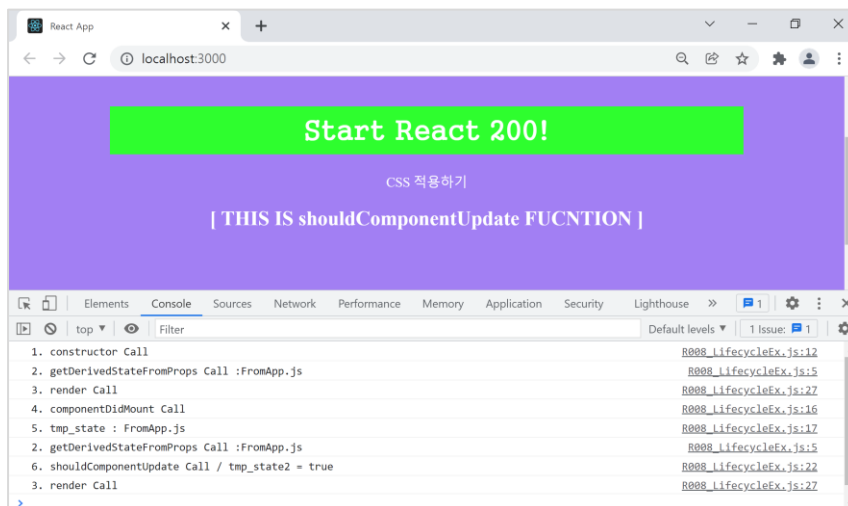 React App
localhost:3000
Start React 200!
CSS 적용하기
[ THIS IS shouldComponentUpdate FUCNTION ]
Elements Console Sources Network Performance Memory Application Security Lighthouse » 1
top ▼ Filter Default levels ▼ 1 Issue: 1
1. constructor Call R008_LifecycleEx.js:12
2. getDerivedStateFromProps Call :FromApp.js R008_LifecycleEx.js:5
3. render Call R008_LifecycleEx.js:27
4. componentDidMount Call R008_LifecycleEx.js:16
5. tmp_state : FromApp.js R008_LifecycleEx.js:17
2. getDerivedStateFromProps Call :FromApp.js R008_LifecycleEx.js:5
6. shouldComponentUpdate Call / tmp_state2 = true R008_LifecycleEx.js:22
3. render Call R008_LifecycleEx.js:27
>